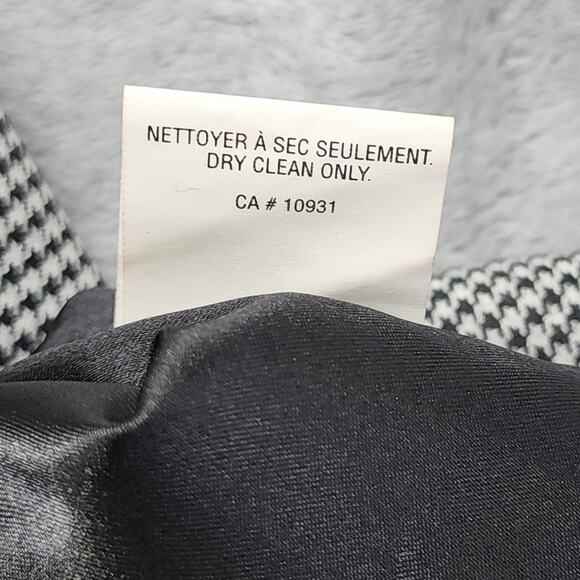 NETTOYER À SEC SEULEMENT.
DRY CLEAN ONLY.
CA # 10931